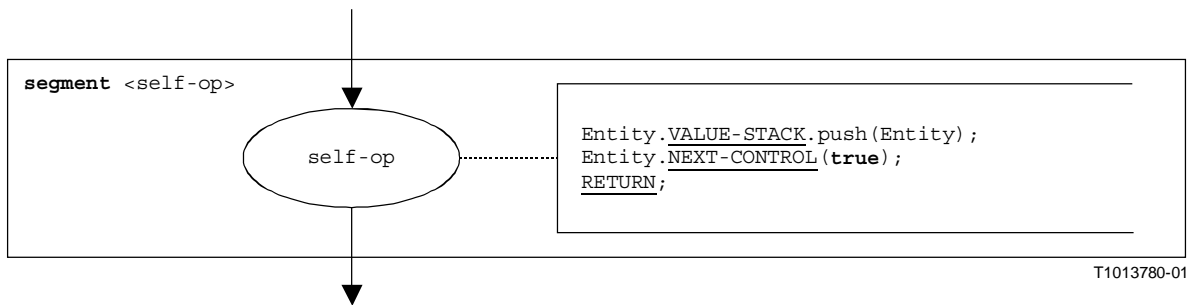 segment <self-op>
self-op
Entity.VALUE-STACK.push(Entity);
Entity.NEXT-CONTROL(true);
RETURN;
T1013780-01